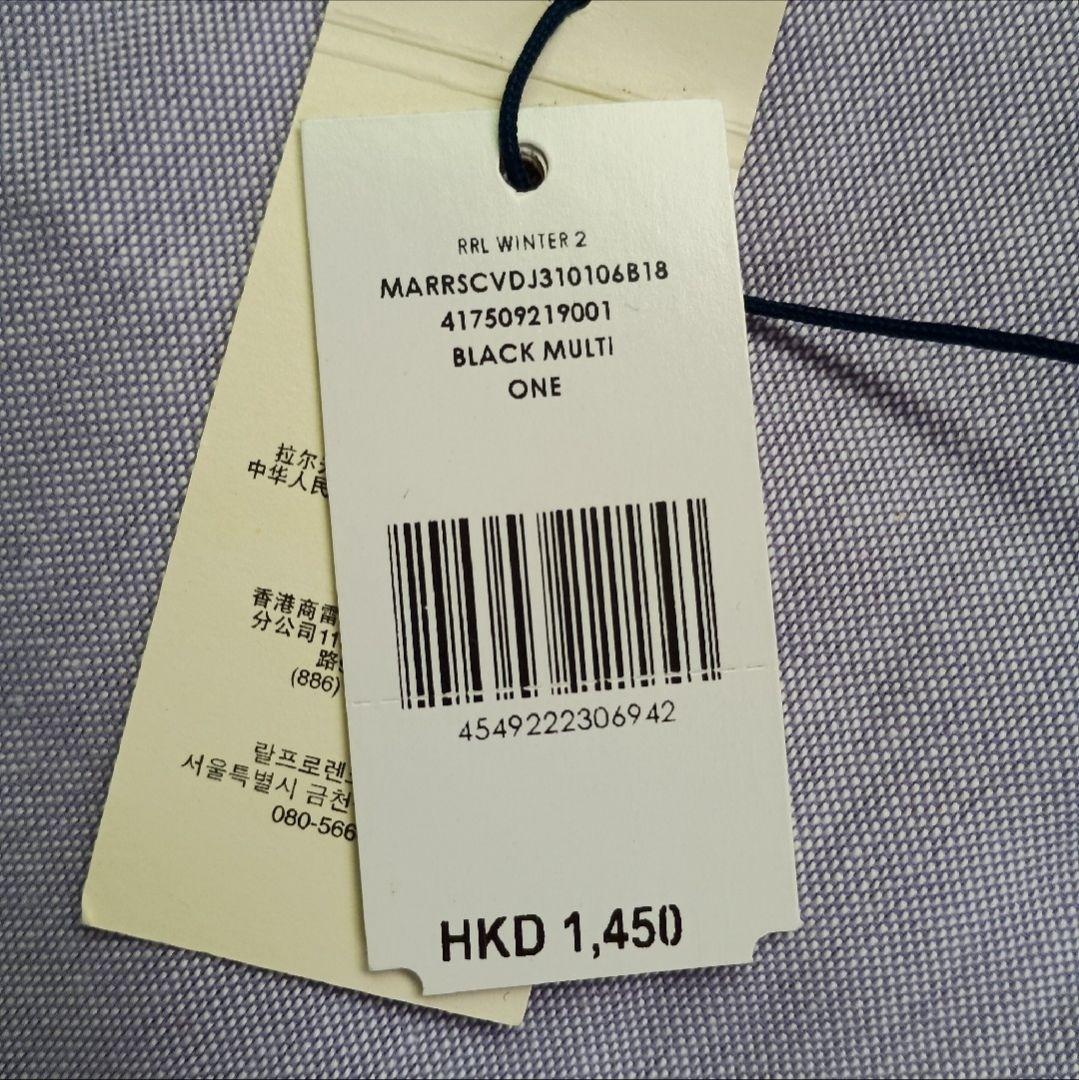 RRL WINTER 2
MARRSCVDJ310106B18
417509219001
BLACK MULTI
ONE
4549222306942
HKD 1,450
拉尔
中华人民
香港商雷
分公司11
路
(886)
랄프로렌
서울특별시 금천
080-566